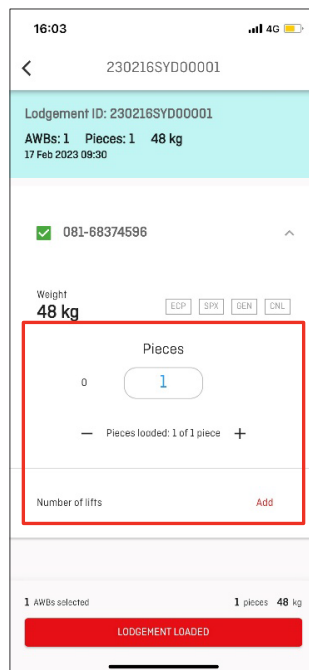 16:03 4G
230216SYD00001
Lodgement ID: 230216SYD00001
AWBs: 1 Pieces: 1 48 kg
17 Feb 2023 09:30
081-68374596
Weight
48 kg ECP SPX GEN CNL
Pieces
0 1
— Pieces loaded: 1 of 1 piece +
Number of lifts Add
1 AWBs selected 1 pieces 48 kg
LODGEMENT LOADED